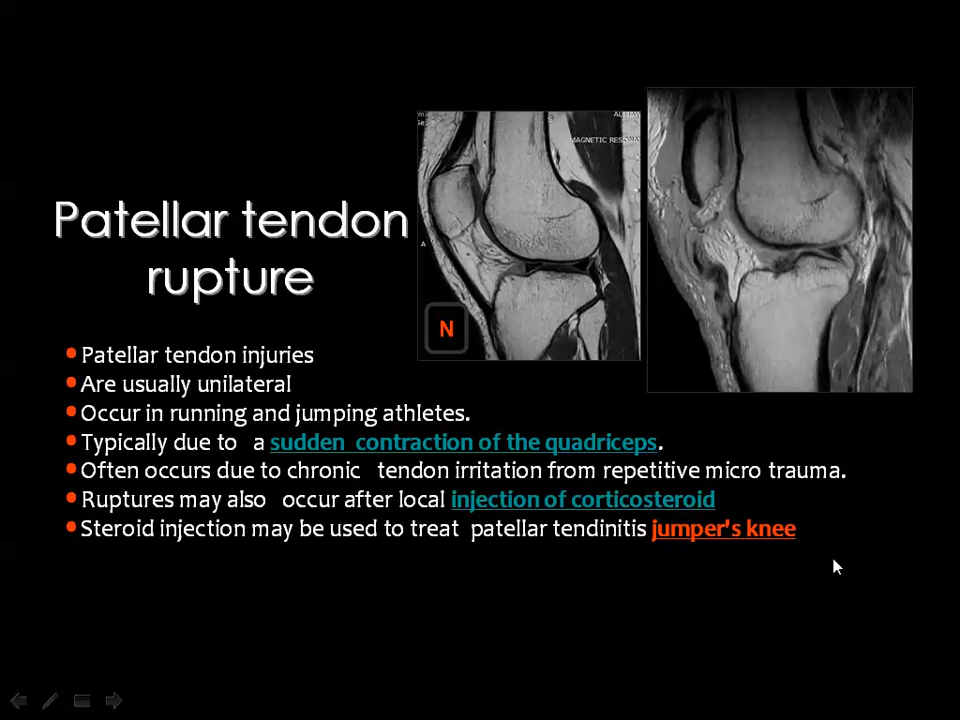 Patellar tendon
rupture
MAGNETIC RESON
A
N
Patellar tendon injuries
Are usually unilateral
Occur in running and jumping athletes.
Typically due to a sudden contraction of the quadriceps.
Often occurs due to chronic tendon irritation from repetitive micro trauma.
Ruptures may also occur after local injection of corticosteroid
Steroid injection may be used to treat patellar tendinitis jumper's knee